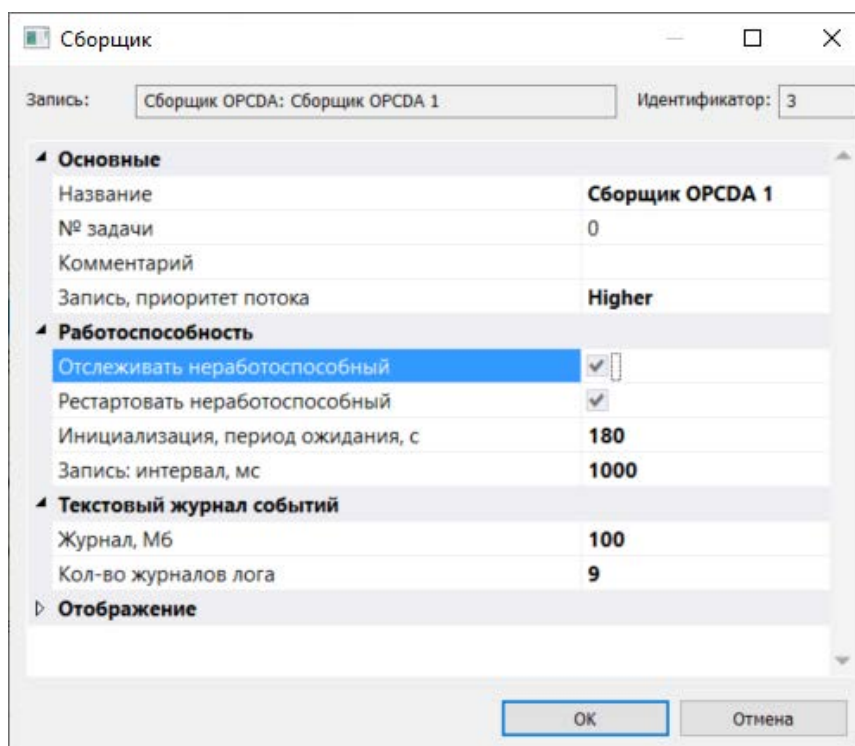 Сборщик
Запись: Сборщик OPCDA: Сборщик OPCDA 1 Идентификатор: 3
Основные
Название Сборщик OPCDA 1
№ задачи 0
Комментарий
Запись, приоритет потока Higher
Работоспособность
Отслеживать неработоспособный
Рестартовать неработоспособный
Инициализация, период ожидания, с 180
Запись: интервал, мс 1000
Текстовый журнал событий
Журнал, Мб 100
Кол-во журналов лога 9
Отображение
OK Отмена